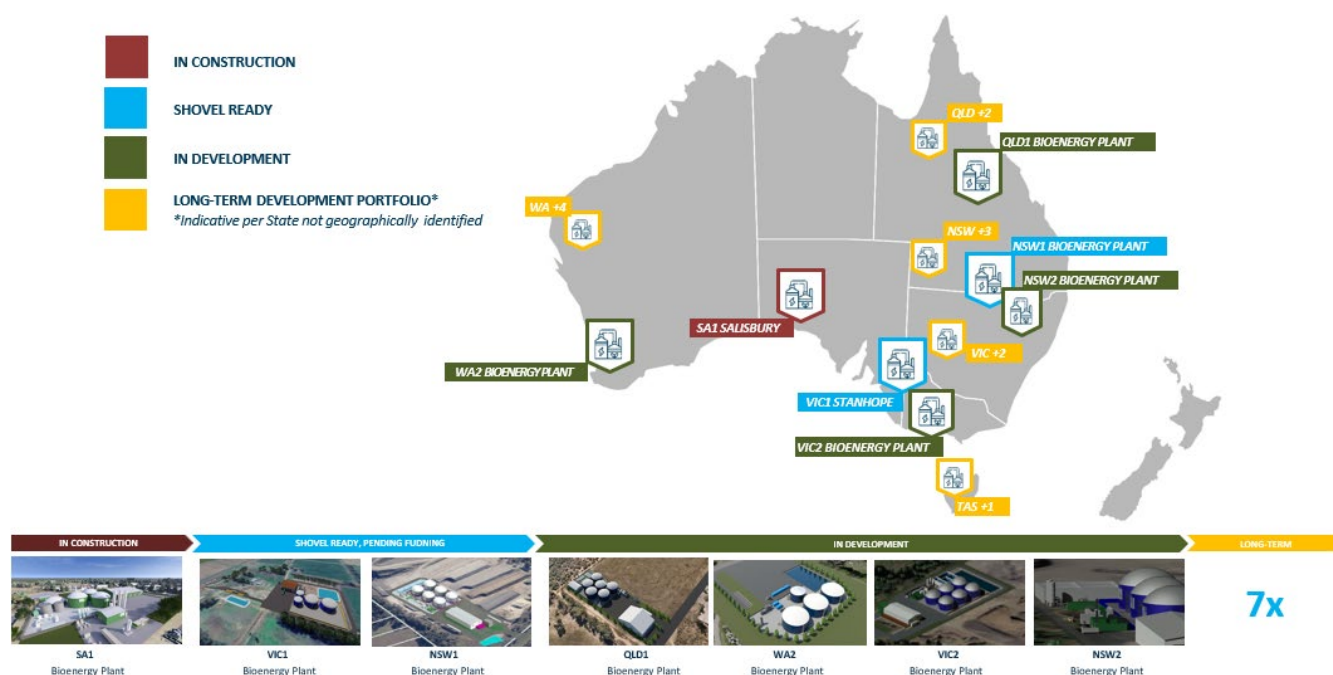 IN CONSTRUCTION
SHOVEL READY
IN DEVELOPMENT
LONG-TERM DEVELOPMENT PORTFOLIO*
*Indicative per State not geographically identified
QLD +2
QLD1 BIOENERGY PLANT
WA +4
NSW +3
NSW1 BIOENERGY PLANT
NSW2 BIOENERGY PLANT
SA1 SALISBURY
VIC +2
WA2 BIOENERGY PLANT
VIC1 STANHOPE
VIC2 BIOENERGY PLANT
TAS +1
IN CONSTRUCTION
SHOVEL READY, PENDING FUDNING
IN DEVELOPMENT
LONG-TERM
7x
SA1
Bioenergy Plant
VIC1
Bioenergy Plant
NSW1
Bioenergy Plant
QLD1
Bioenergy Plant
WA2
Bioenergy Plant
VIC2
Bioenergy Plant
NSW2
Bioenergy Plant